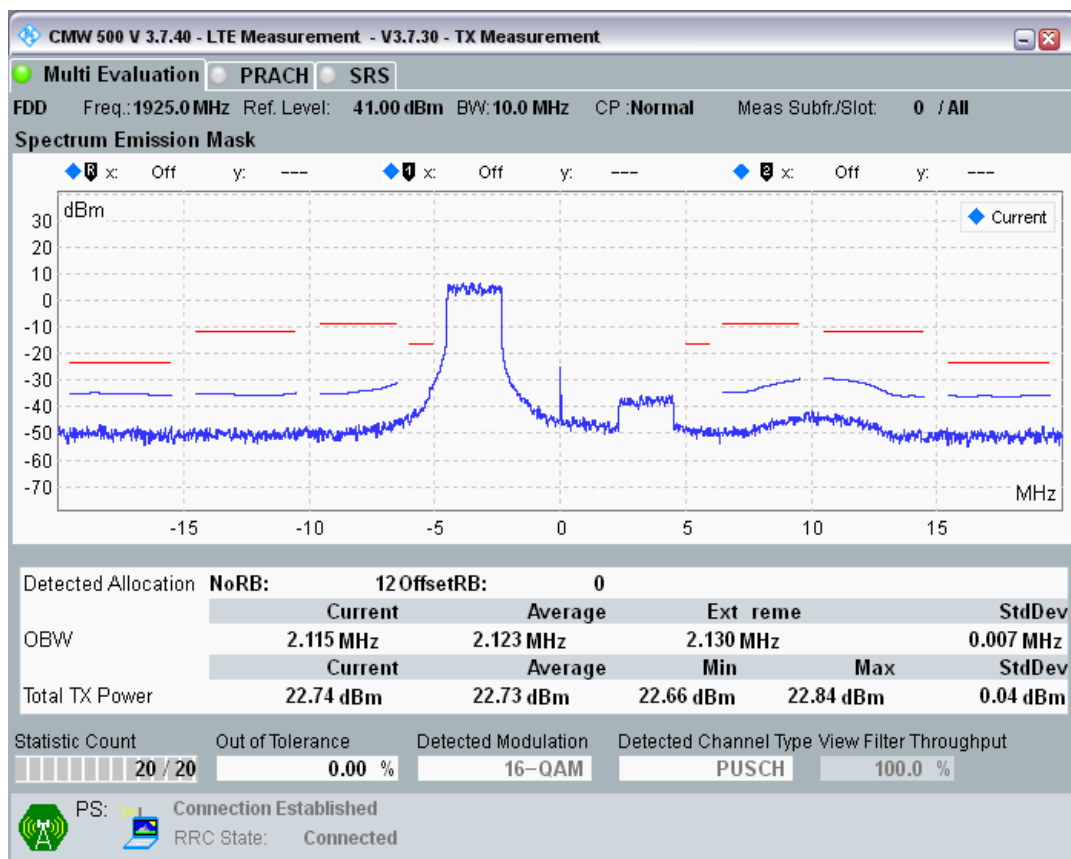 CMW 500 V 3.7.40 - LTE Measurement - V3.7.30 - TX Measurement
Multi Evaluation PRACH SRS
FDD Freq.: 1925.0 MHz Ref. Level: 41.00 dBm BW: 10.0 MHz CP :Normal Meas Subfr./Slot: 0 / All
Spectrum Emission Mask
R x: Off y: --- 1 x: Off y: --- 2 x: Off y: ---
dBm
Current
30
20
10
0
-10
-20
-30
-40
-50
-60
-70
MHz
-15 -10 -5 0 5 10 15
Detected Allocation NoRB: 12 OffsetRB: 0
Current Average Ext reme StdDev
OBW 2.115 MHz 2.123 MHz 2.130 MHz 0.007 MHz
Current Average Min Max StdDev
Total TX Power 22.74 dBm 22.73 dBm 22.66 dBm 22.84 dBm 0.04 dBm
Statistic Count Out of Tolerance Detected Modulation Detected Channel Type View Filter Throughput
20 / 20 0.00 % 16-QAM PUSCH 100.0 %
PS: Connection Established
RRC State: Connected